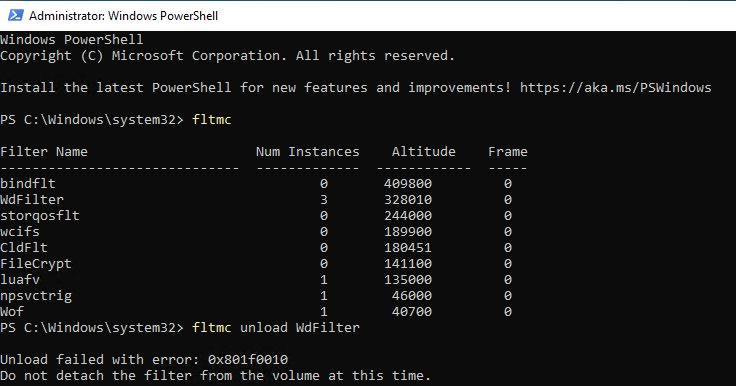 Administrator: Windows PowerShell
Windows PowerShell
Copyright (C) Microsoft Corporation. All rights reserved.
Install the latest PowerShell for new features and improvements! https://aka.ms/PSWindows
PS C:\Windows\system32> fltmc
Filter Name                     Num Instances    Altitude    Frame
------------------------------  -------------  ------------  -----
bindflt                                 0       409800         0
WdFilter                                3       328010         0
storqosflt                              0       244000         0
wcifs                                   0       189900         0
CldFlt                                  0       180451         0
FileCrypt                               0       141100         0
luafv                                   1       135000         0
npsvctrig                               1        46000         0
Wof                                     1        40700         0
PS C:\Windows\system32> fltmc unload WdFilter
Unload failed with error: 0x801f0010
Do not detach the filter from the volume at this time.